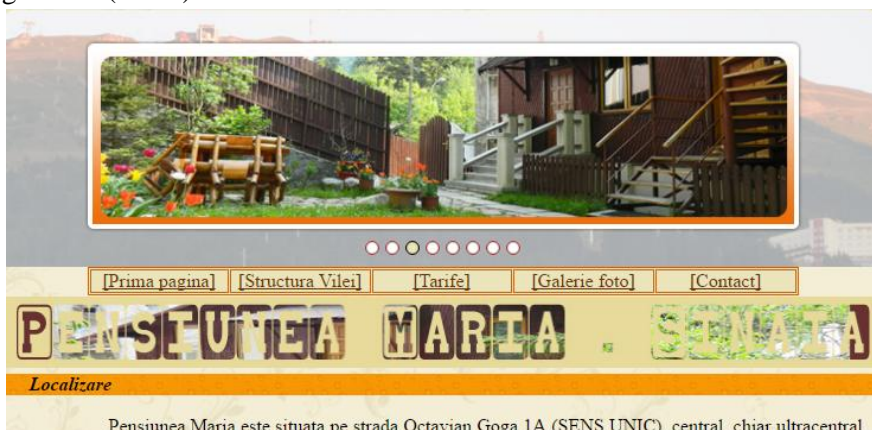 [Prima pagina] [Structura Vilei] [Tarife] [Galerie foto] [Contact]
PENSIUNEA MARIA . SINAIA
Localizare
Pensiunea Maria este situata pe strada Octavian Goga 1A (SENS UNIC), central, chiar ultracentral,